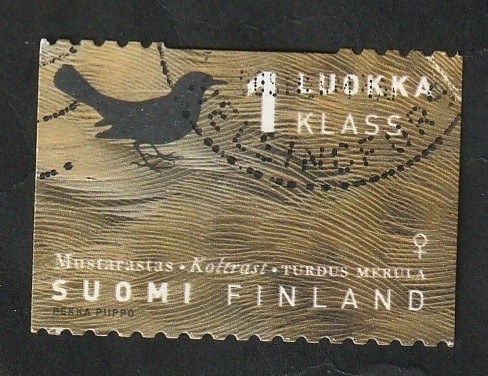 1 LUOKKA
KLASS
♀
Mustarastas • Koltrast • TURDUS MERULA
SUOMI FINLAND
PEKKA PIIPPO